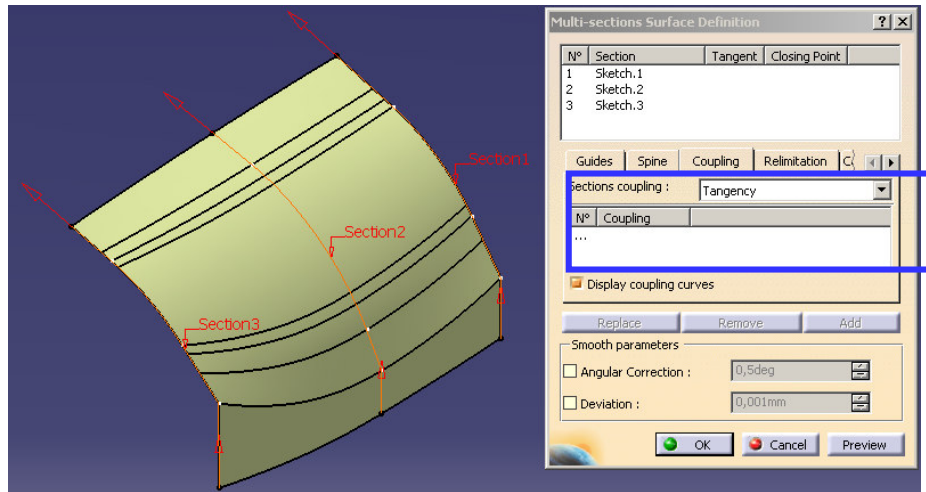 Section1
Section2
Section3
Multi-sections Surface Definition
N° Section Tangent Closing Point
1 Sketch.1
2 Sketch.2
3 Sketch.3
Guides Spine Coupling Relimitation
Sections coupling : Tangency
N° Coupling
...
Display coupling curves
Replace Remove Add
Smooth parameters
Angular Correction : 0,5deg
Deviation : 0,001mm
OK Cancel Preview